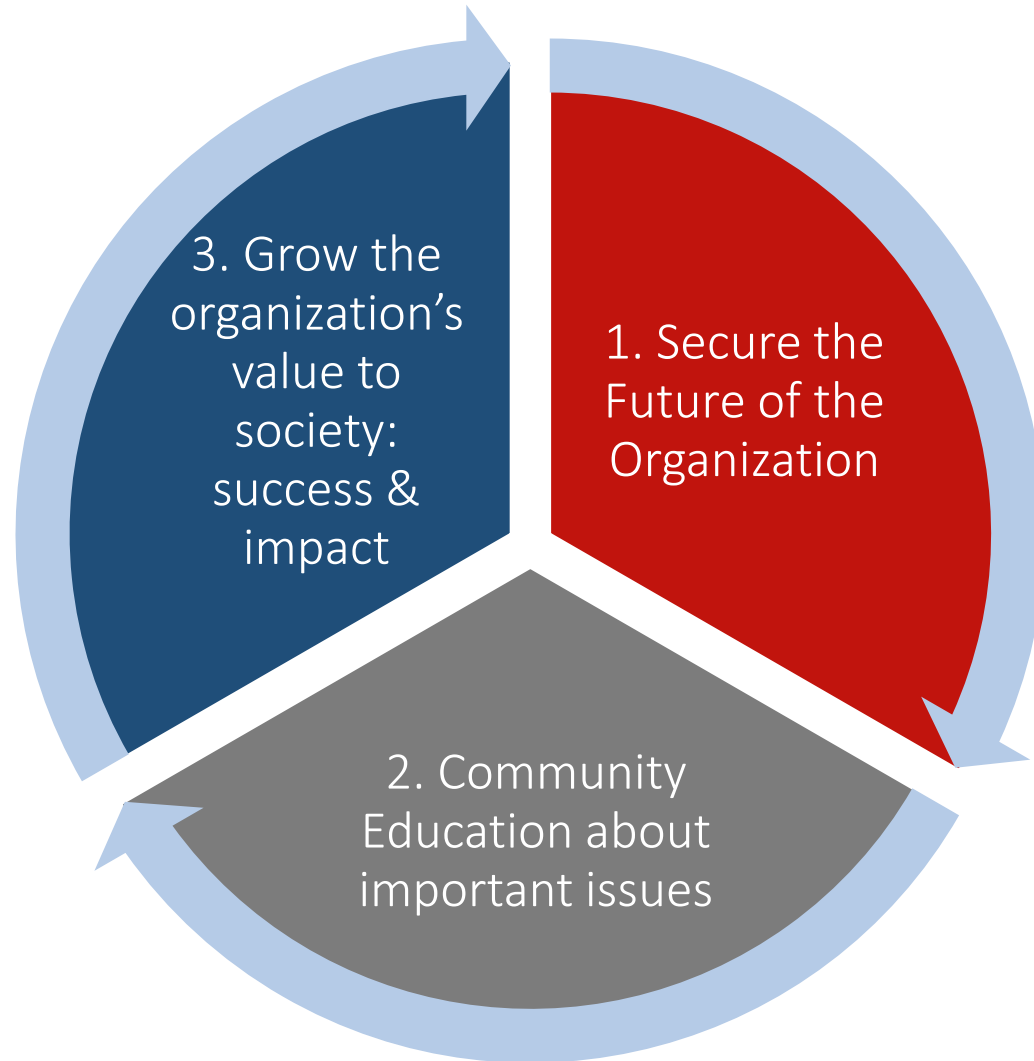 1. Secure the
Future of the
Organization
2. Community
Education about
important issues
3. Grow the
organization’s
value to
society:
success &
impact